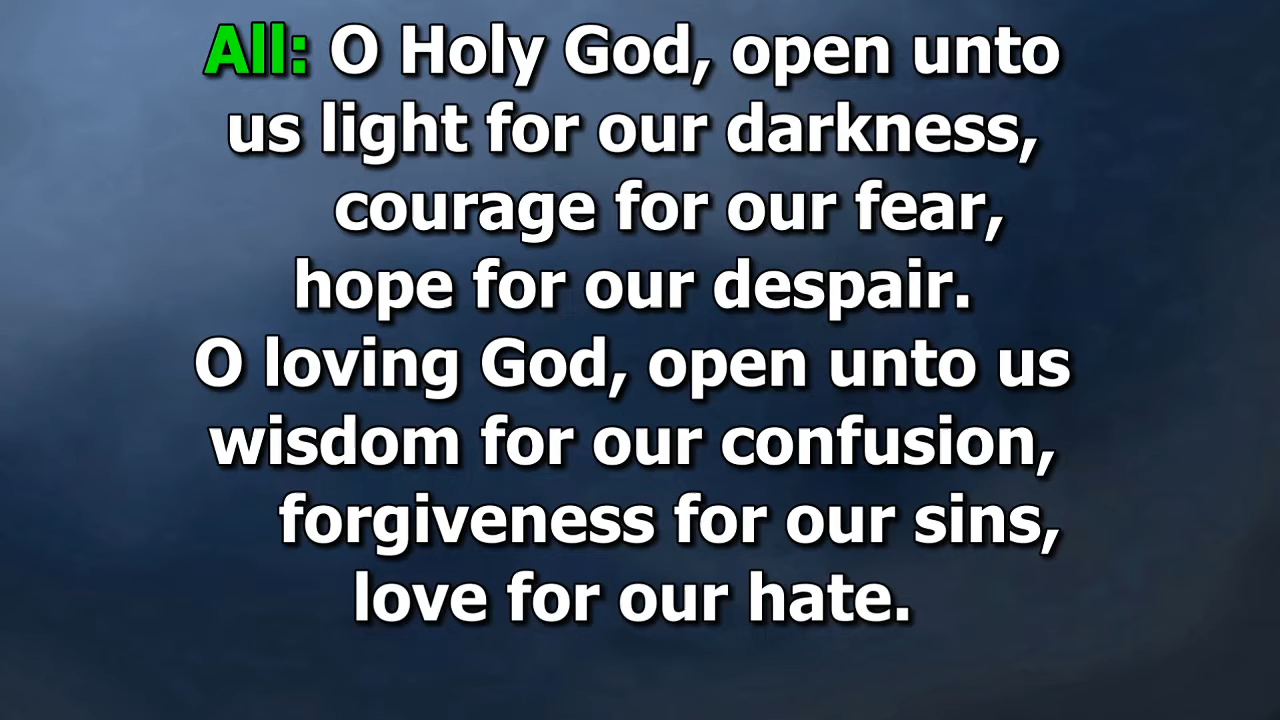 All: O Holy God, open unto
us light for our darkness,
courage for our fear,
hope for our despair.
O loving God, open unto us
wisdom for our confusion,
forgiveness for our sins,
love for our hate.